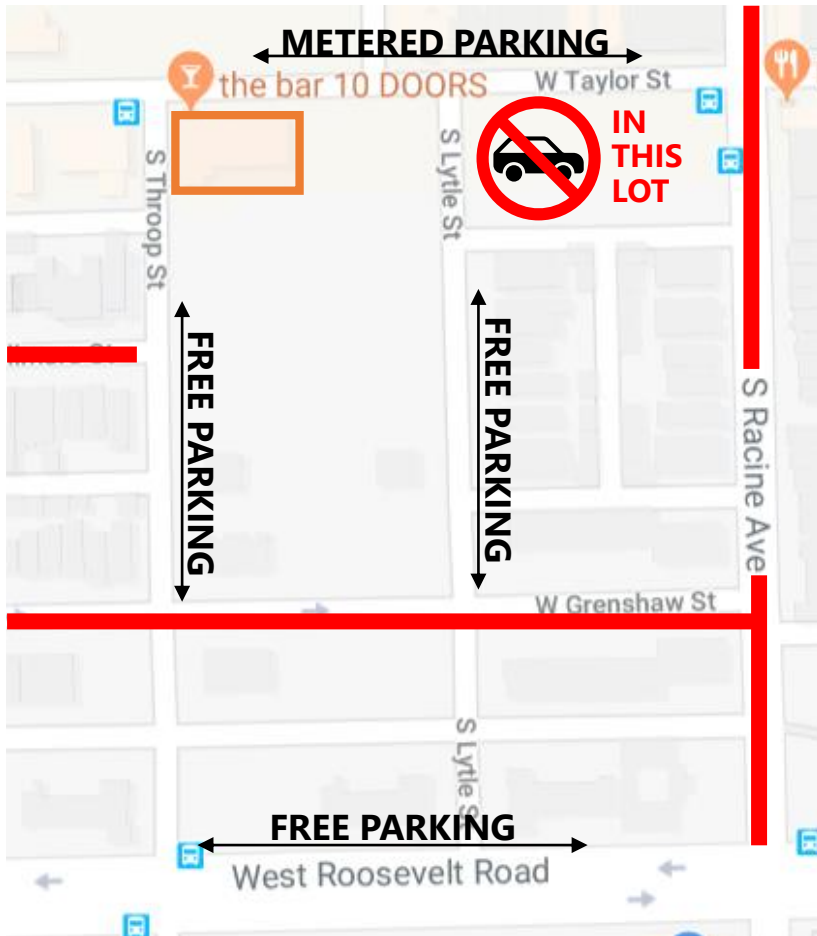 METERED PARKING
the bar 10 DOORS
W Taylor St
IN
THIS
LOT
S Throop St
S Lytle St
FREE PARKING
FREE PARKING
S Racine Ave
W Grenshaw St
S Lytle St
FREE PARKING
West Roosevelt Road